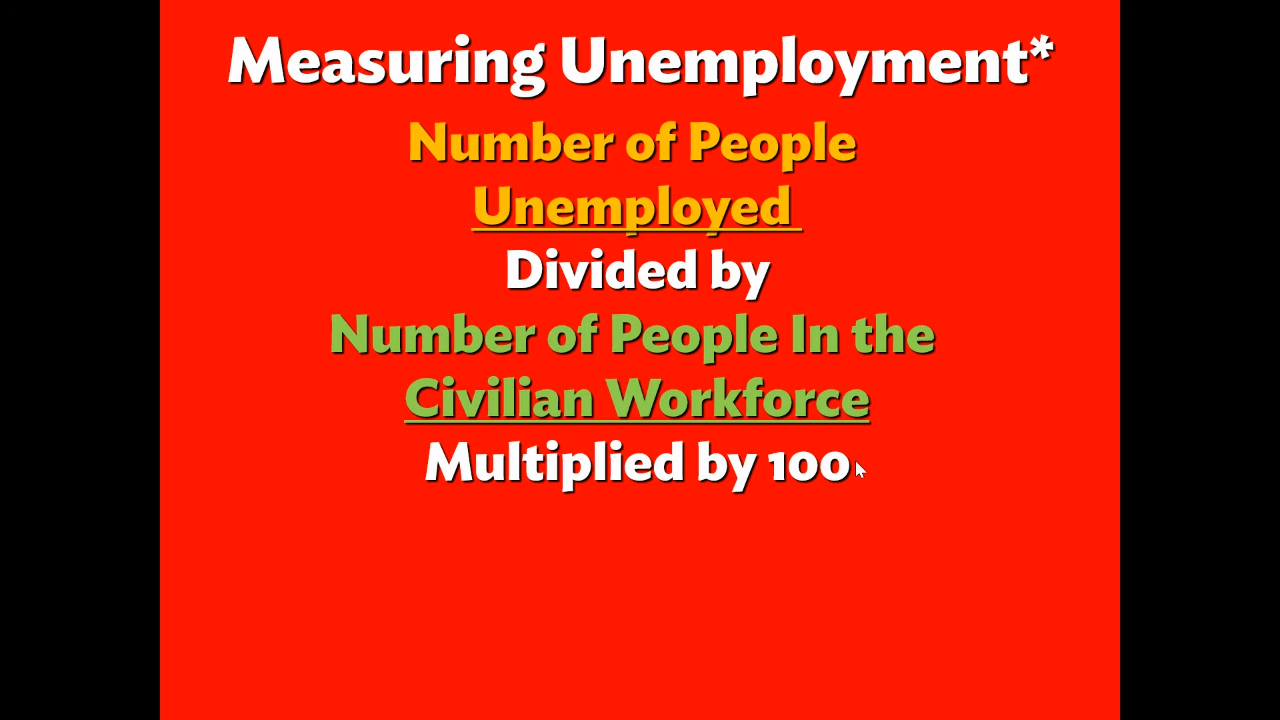 Measuring Unemployment*
Number of People
Unemployed
Divided by
Number of People In the
Civilian Workforce
Multiplied by 100